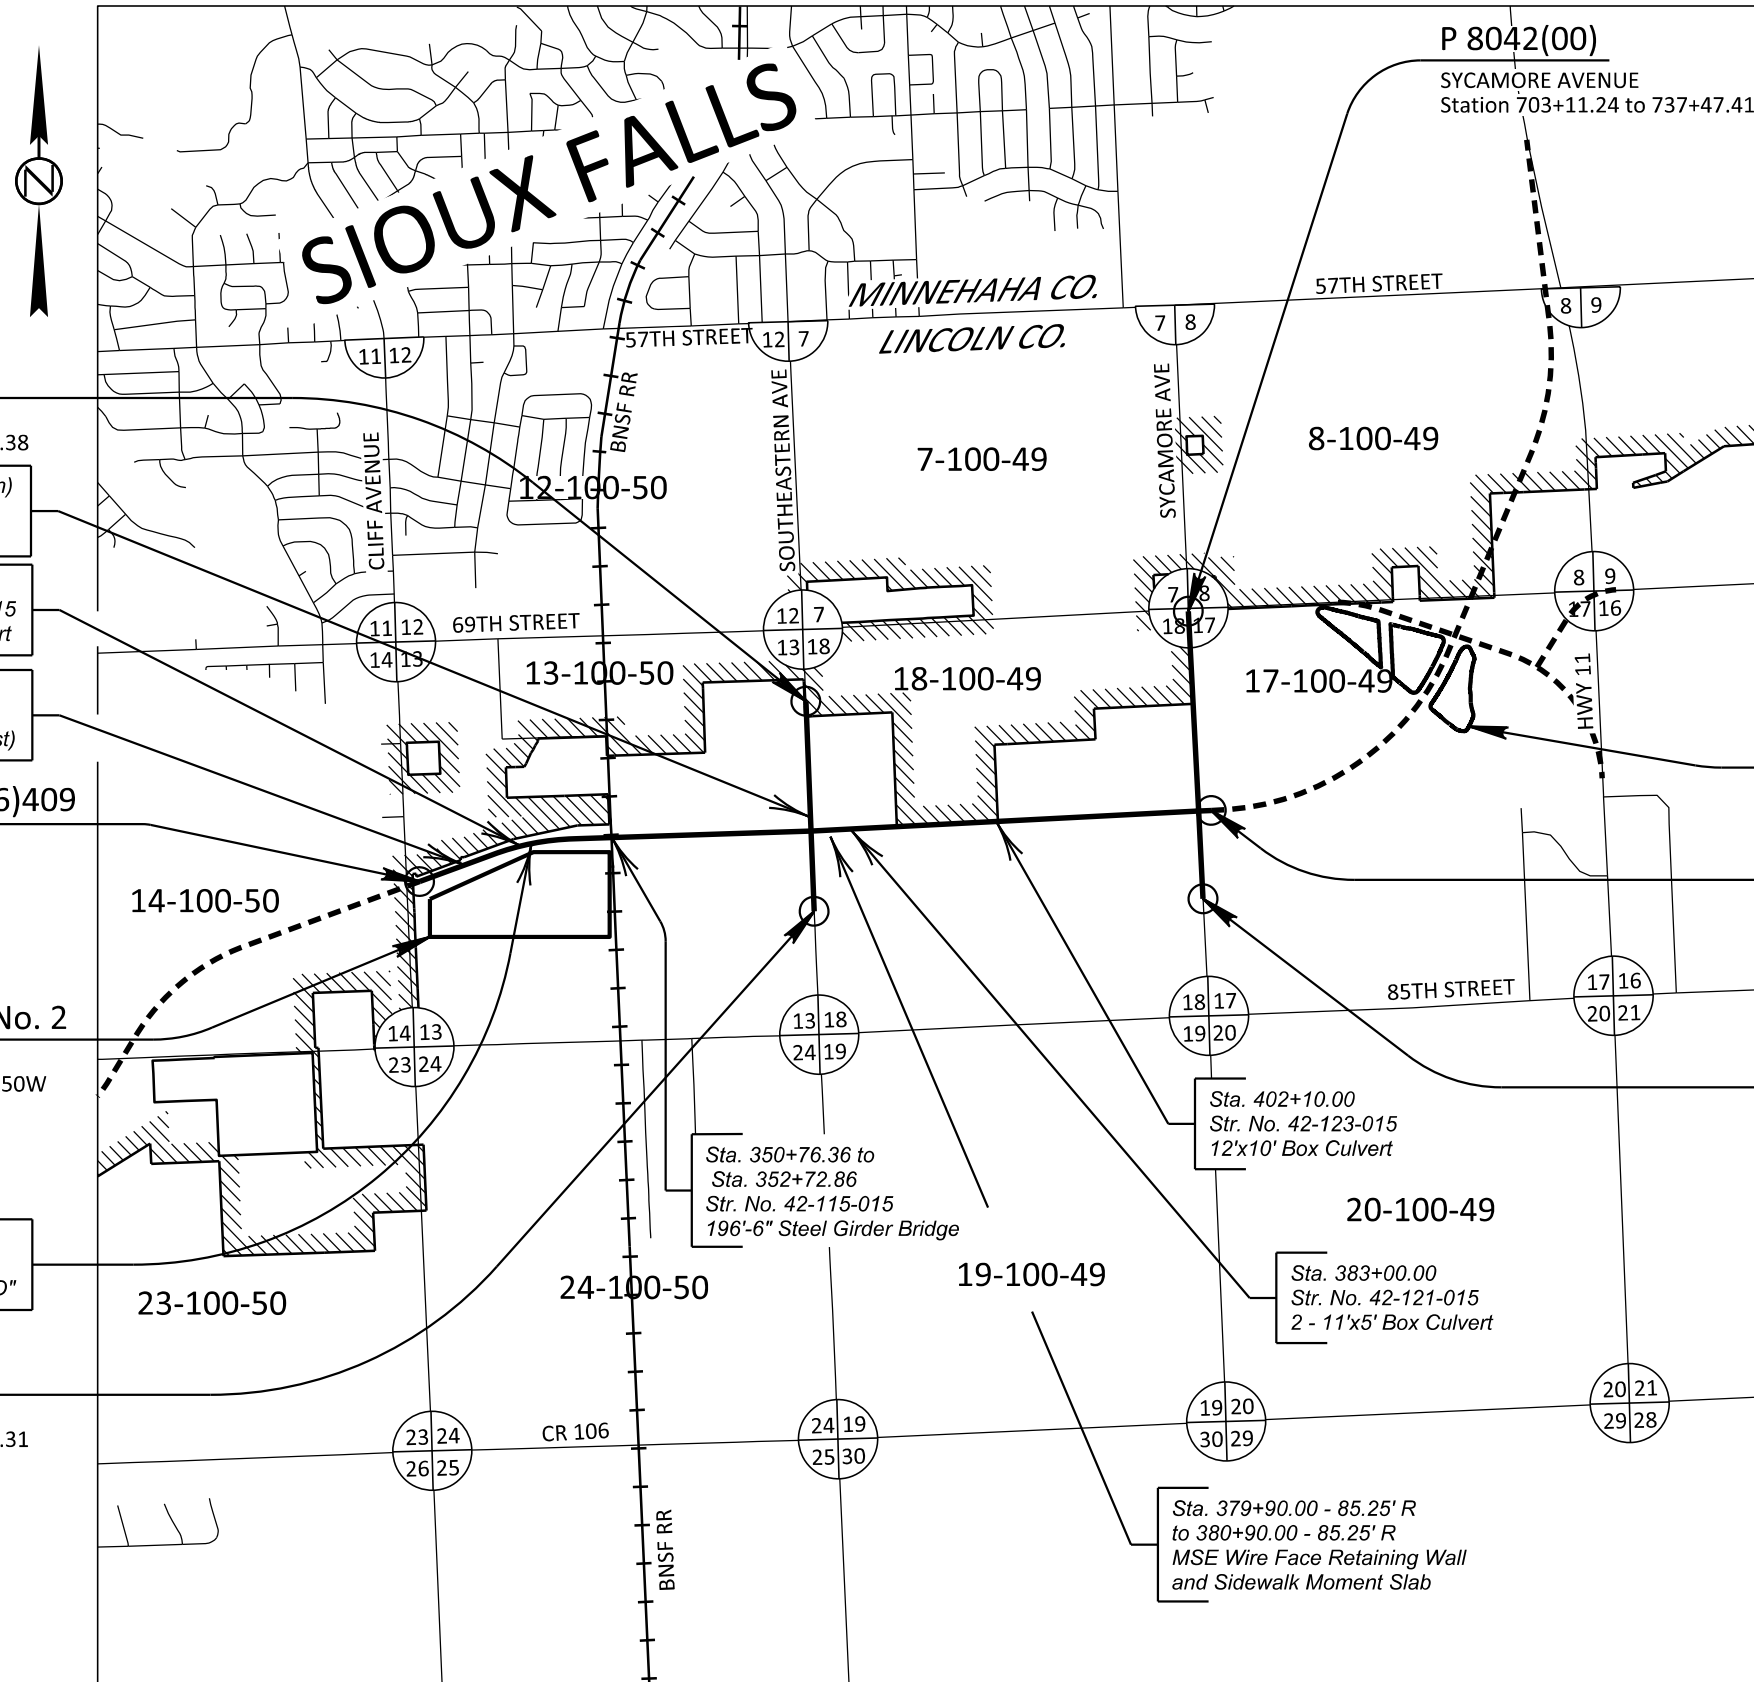 P 8042(00)
SYCAMORE AVENUE
Station 703+11.24 to 737+47.41
N
SIOUX FALLS
MINNEHAHA CO.
LINCOLN CO.
57TH STREET
57TH STREET
8 9
7 8
12 7
11 12
BNSF RR
CLIFF AVENUE
SOUTHEASTERN AVE
SYCAMORE AVE
.38
7-100-49
8-100-49
12-100-50
n)
15
rt
69TH STREET
11 12
14 13
12 7
13 18
7 8
18 17
8 9
17 16
13-100-50
18-100-49
17-100-49
HWY 11
st)
6)409
14-100-50
No. 2
50W
85TH STREET
14 13
23 24
13 18
24 19
18 17
19 20
17 16
20 21
Sta. 402+10.00
Str. No. 42-123-015
12'x10' Box Culvert
Sta. 350+76.36 to
Sta. 352+72.86
Str. No. 42-115-015
196'-6" Steel Girder Bridge
20-100-49
19-100-49
24-100-50
23-100-50
D"
Sta. 383+00.00
Str. No. 42-121-015
2 - 11'x5' Box Culvert
.31
CR 106
23 24
26 25
24 19
25 30
19 20
30 29
20 21
29 28
BNSF RR
Sta. 379+90.00 - 85.25' R
to 380+90.00 - 85.25' R
MSE Wire Face Retaining Wall
and Sidewalk Moment Slab